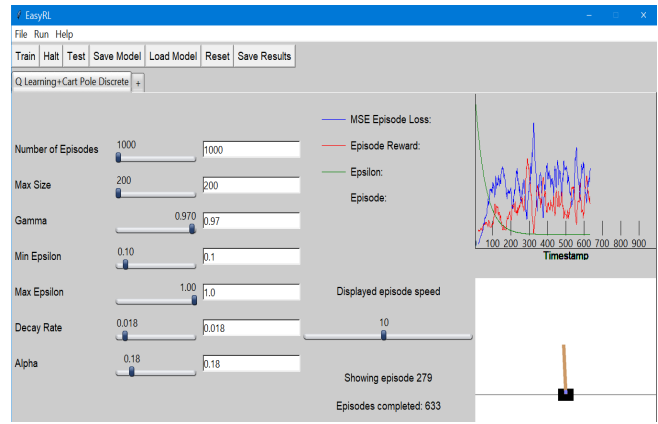 EasyRL
File Run Help
Train Halt Test Save Model Load Model Reset Save Results
Q Learning+Cart Pole Discrete +
MSE Episode Loss:
Number of Episodes 1000 1000
Episode Reward:
Epsilon:
Max Size 200 200
Episode:
Gamma 0.970 0.97
100 200 300 400 500 600 700 800 900
Timestamp
Min Epsilon 0.10 0.1
Max Epsilon 1.00 1.0
Displayed episode speed
Decay Rate 0.018 0.018
10
Alpha 0.18 0.18
Showing episode 279
Episodes completed: 633